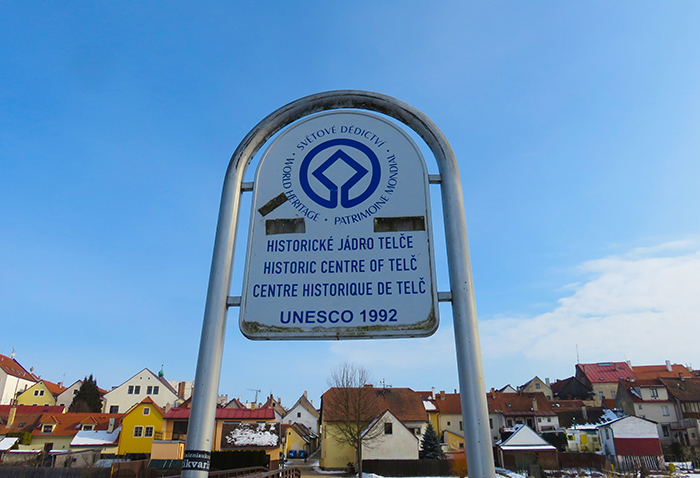 SVĚTOVÉ DĚDICTVÍ · PATRIMOINE MONDIAL · WORLD HERITAGE ·
HISTORICKÉ JÁDRO TELČE
HISTORIC CENTRE OF TELČ
CENTRE HISTORIQUE DE TELČ
UNESCO 1992